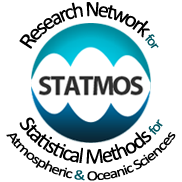 Research Network for
STATMOS
Statistical Methods for
Atmospheric & Oceanic Sciences